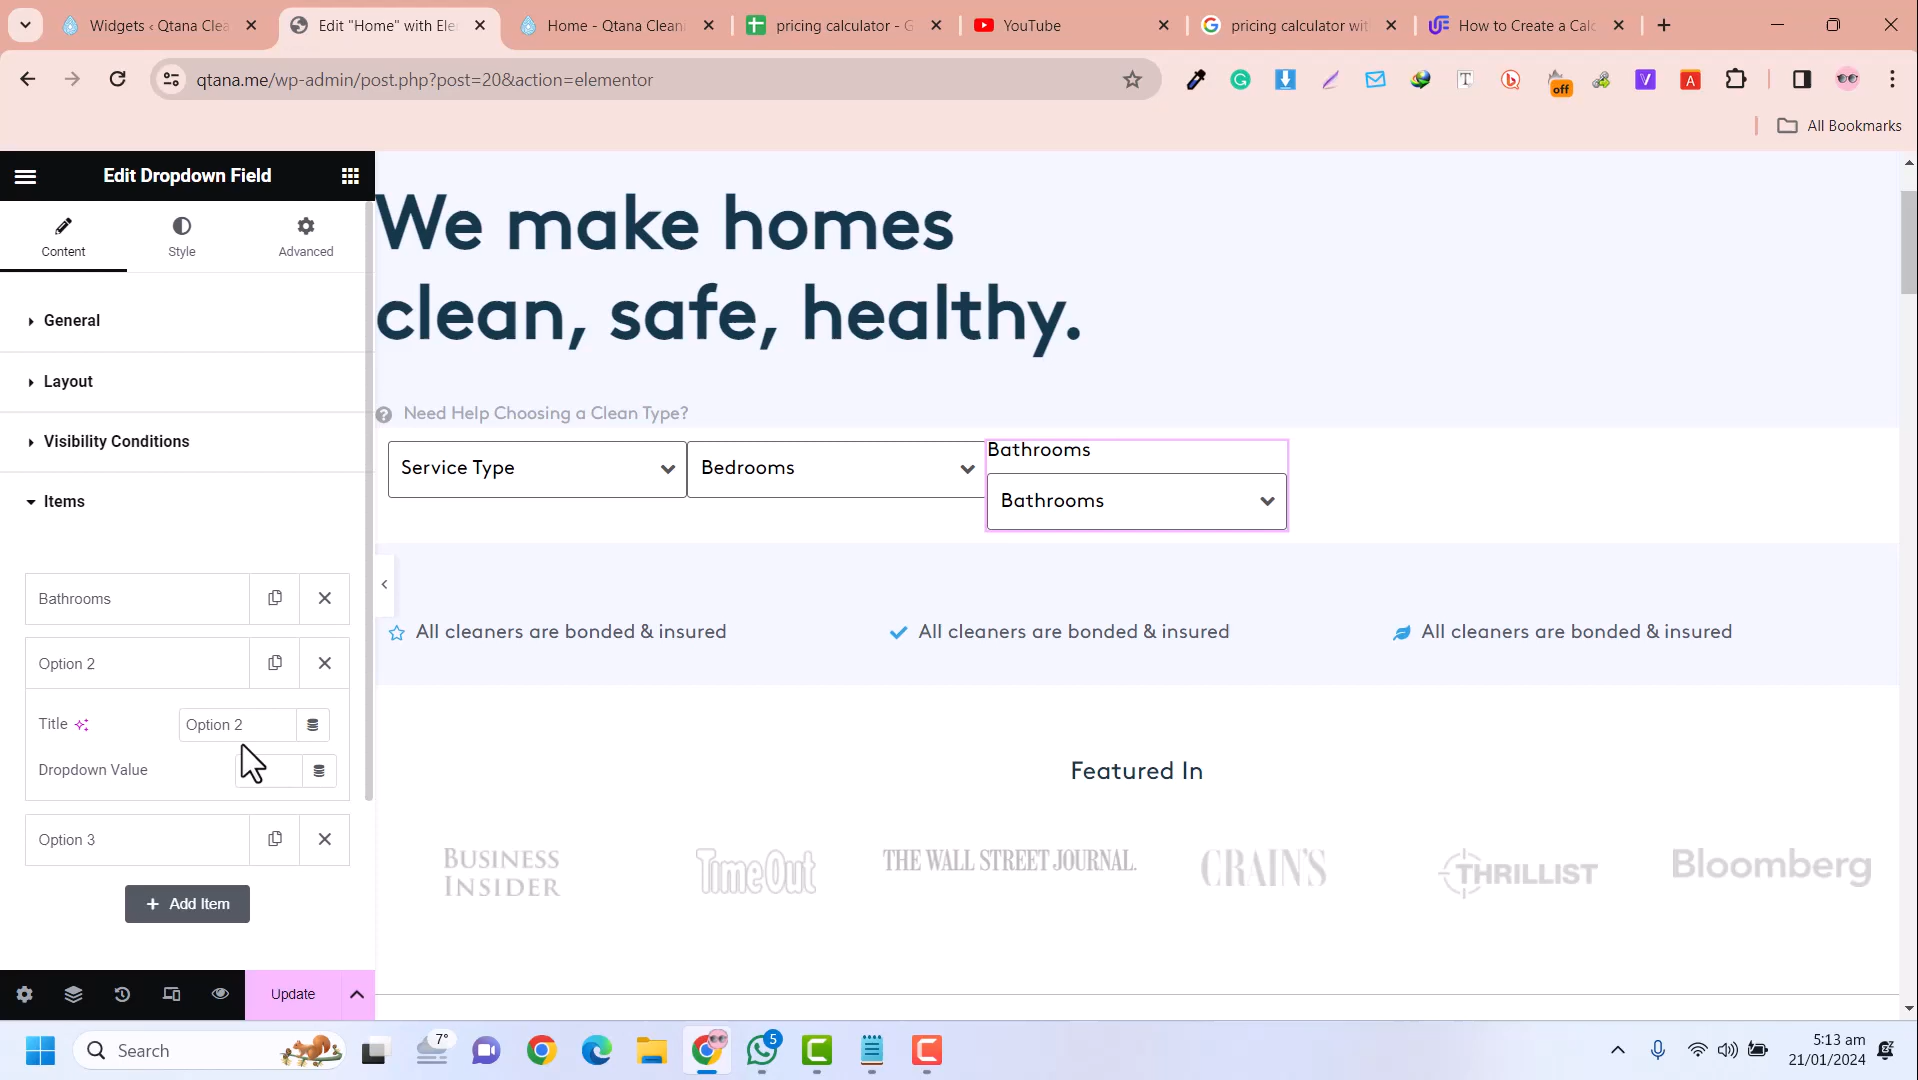 Widgets ‹ Qtana Clea
Edit "Home" with Ele
Home - Qtana Cleani
pricing calculator - G
YouTube
pricing calculator wit
How to Create a Calc
qtana.me/wp-admin/post.php?post=20&action=elementor
off
All Bookmarks
Edit Dropdown Field
Content
Style
Advanced
General
Layout
Visibility Conditions
Items
Bathrooms
Option 2
Title
Option 2
Dropdown Value
Option 3
+ Add Item
Update
We make homes
clean, safe, healthy.
Need Help Choosing a Clean Type?
Service Type
Bedrooms
Bathrooms
Bathrooms
All cleaners are bonded & insured
All cleaners are bonded & insured
All cleaners are bonded & insured
Featured In
BUSINESS
INSIDER
TimeOut
THE WALL STREET JOURNAL.
CRAIN'S
THRILLIST
Bloomberg
Search
7°
5
5:13 am
21/01/2024